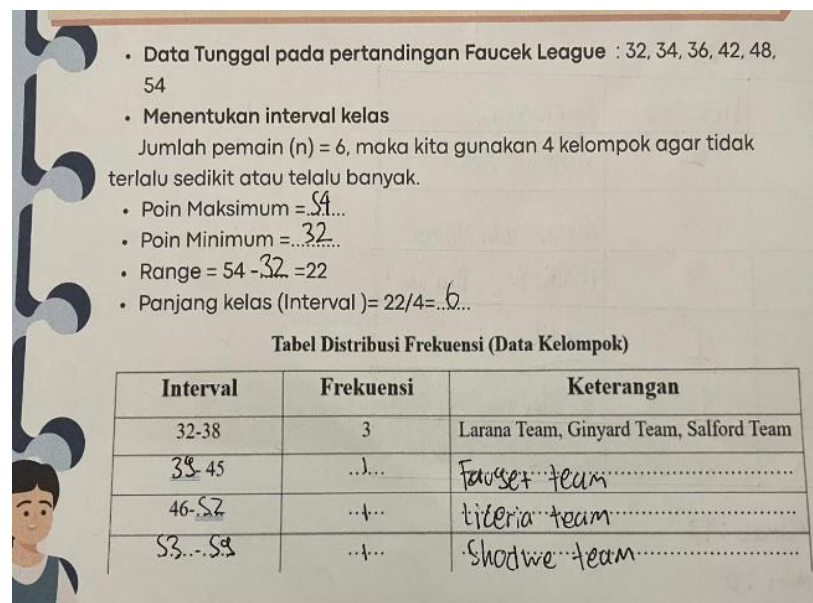 • Data Tunggal pada pertandingan Faucek League : 32, 34, 36, 42, 48,
54
• Menentukan interval kelas
Jumlah pemain (n) = 6, maka kita gunakan 4 kelompok agar tidak
terlalu sedikit atau telalu banyak.
• Poin Maksimum =.54...
• Poin Minimum =...32...
• Range = 54 -32 =22
• Panjang kelas (Interval )= 22/4=..6...
Tabel Distribusi Frekuensi (Data Kelompok)
Interval Frekuensi Keterangan
32-38 3 Larana Team, Ginyard Team, Salford Team
39-45 ..1... Fauget team
46-52 ..1... Liceria team
53...-.59 ..1... Shodwe team